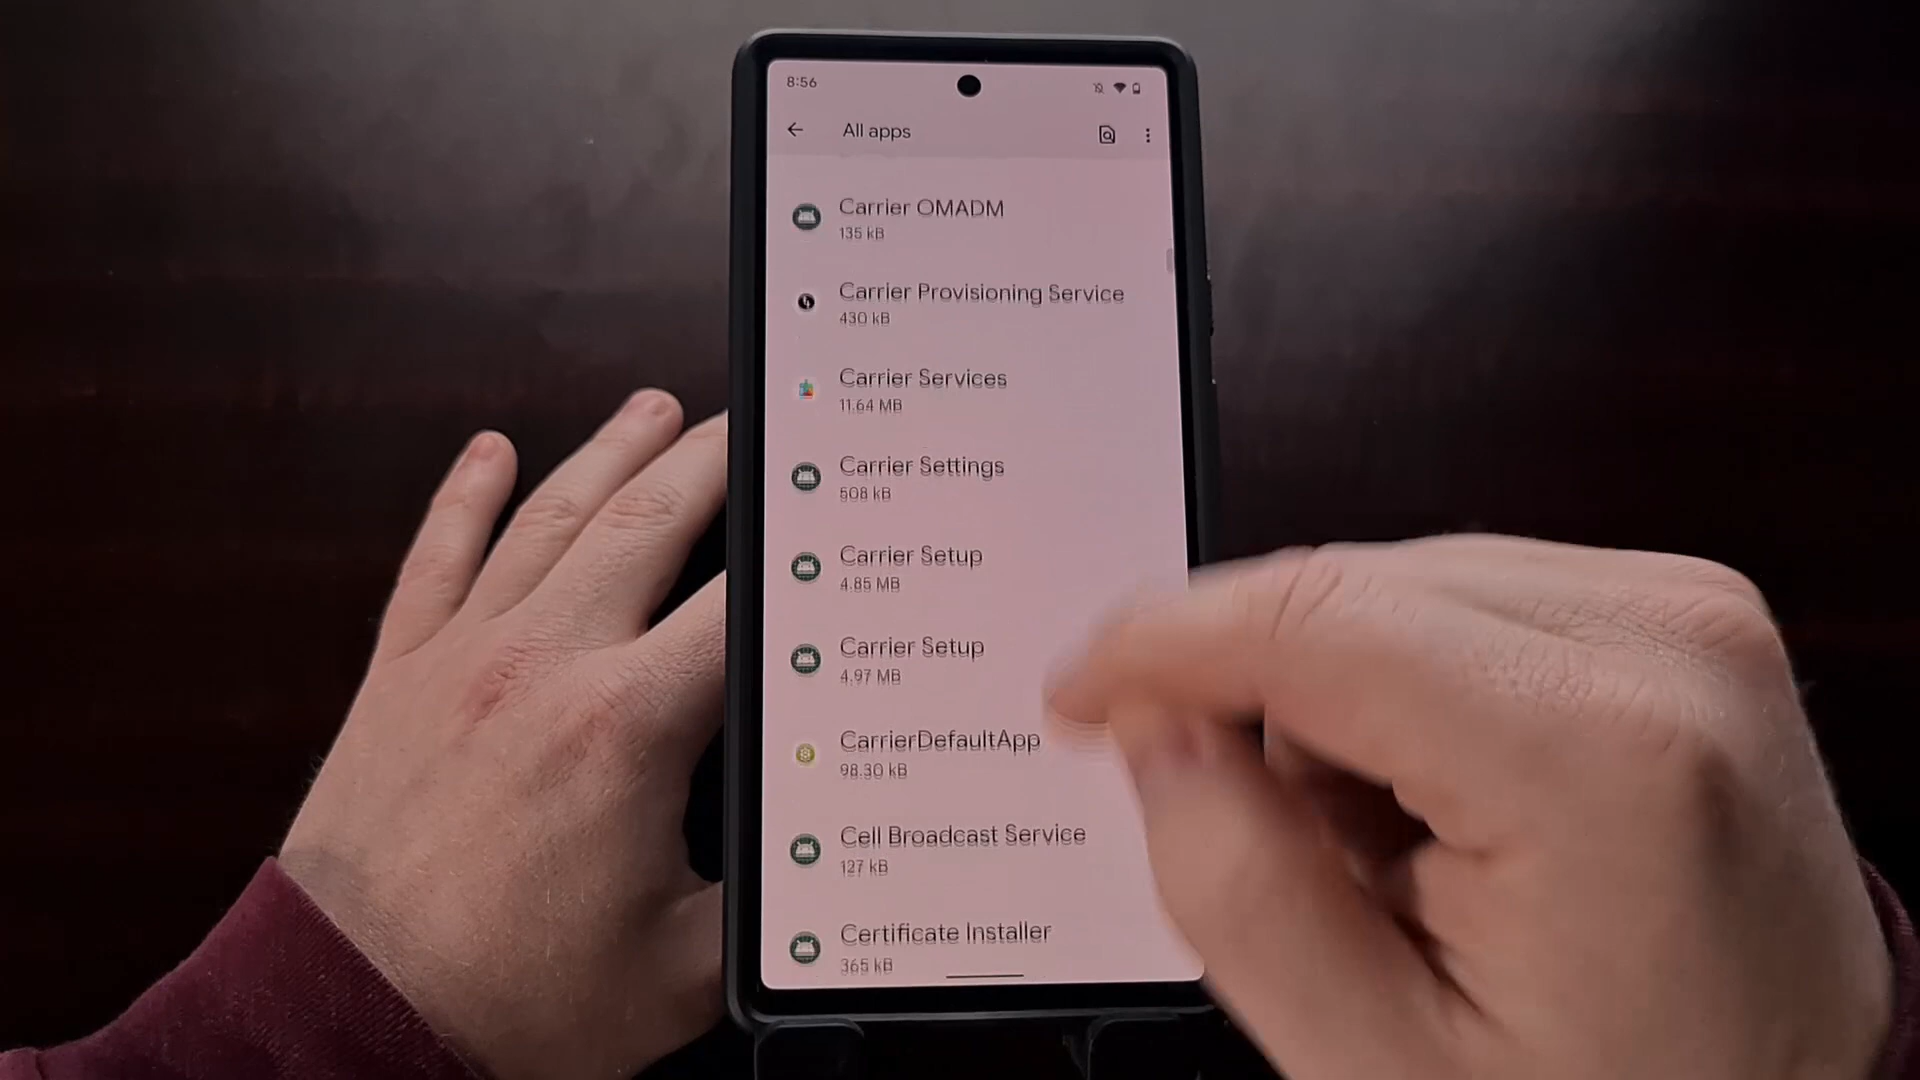 8:56
All apps
Carrier OMADM
135 kB
Carrier Provisioning Service
430 kB
Carrier Services
11.64 MB
Carrier Settings
508 kB
Carrier Setup
4.85 MB
Carrier Setup
4.97 MB
CarrierDefaultApp
98.30 kB
Cell Broadcast Service
127 kB
Certificate Installer
365 kB